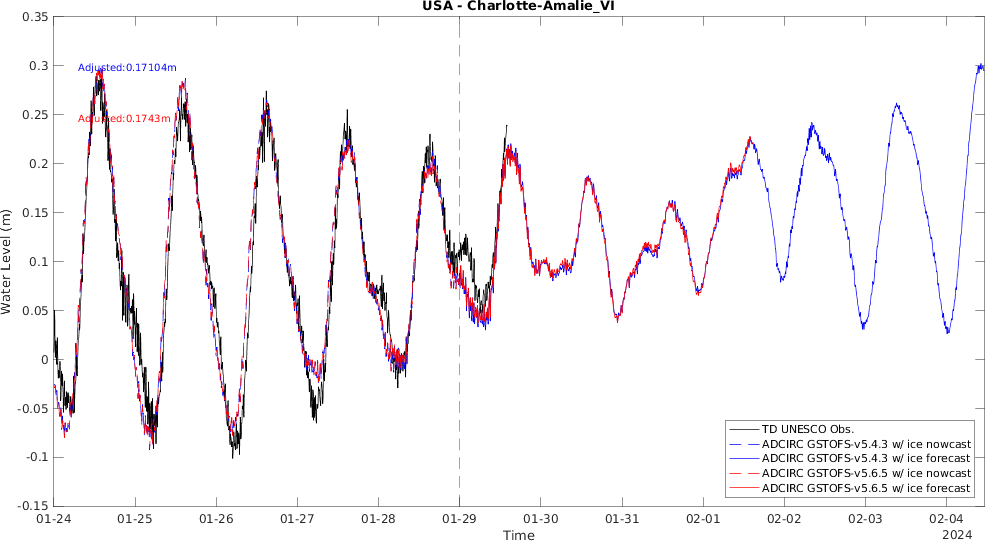 USA - Charlotte-Amalie_VI
0.35
0.3
0.25
0.2
0.15
0.1
0.05
0
-0.05
-0.1
-0.15
Water Level (m)
Adjusted:0.17104m
Adjusted:0.1743m
TD UNESCO Obs.
ADCIRC GSTOFS-v5.4.3 w/ ice nowcast
ADCIRC GSTOFS-v5.4.3 w/ ice forecast
ADCIRC GSTOFS-v5.6.5 w/ ice nowcast
ADCIRC GSTOFS-v5.6.5 w/ ice forecast
01-24 01-25 01-26 01-27 01-28 01-29 01-30 01-31 02-01 02-02 02-03 02-04
Time
2024